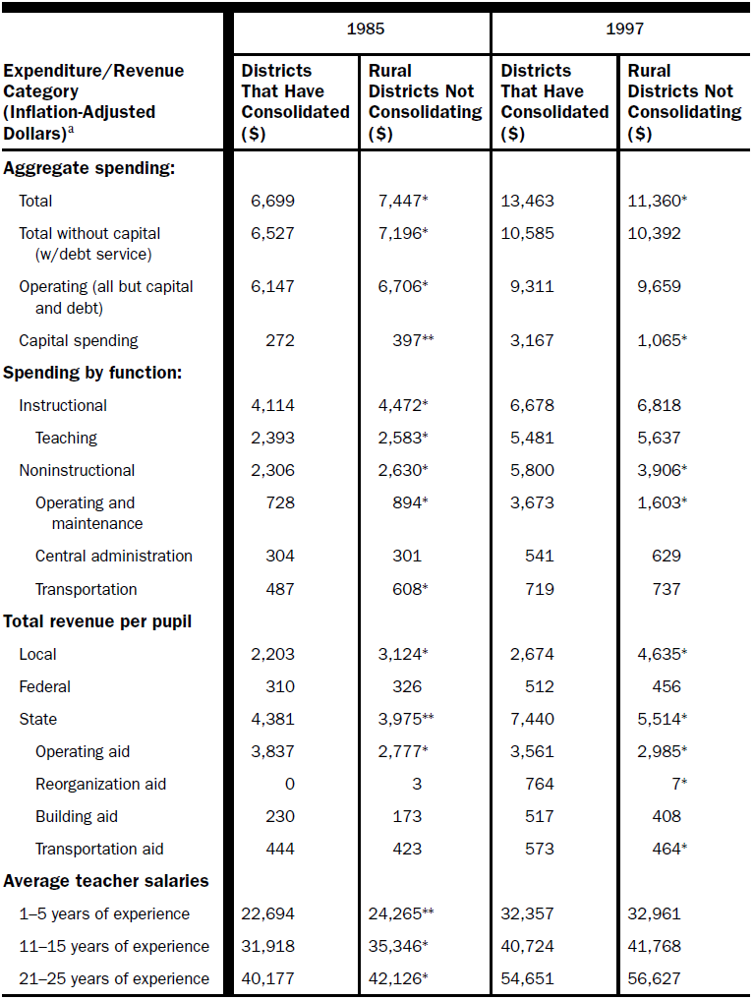 1985 1997
Expenditure/Revenue Districts Rural Districts Rural
Category That Have Districts Not That Have Districts Not
(Inflation-Adjusted Consolidated Consolidating Consolidated Consolidating
Dollars)a ($) ($) ($) ($)
Aggregate spending:
Total 6,699 7,447* 13,463 11,360*
Total without capital 6,527 7,196* 10,585 10,392
(w/debt service)
Operating (all but capital 6,147 6,706* 9,311 9,659
and debt)
Capital spending 272 397** 3,167 1,065*
Spending by function:
Instructional 4,114 4,472* 6,678 6,818
Teaching 2,393 2,583* 5,481 5,637
Noninstructional 2,306 2,630* 5,800 3,906*
Operating and 728 894* 3,673 1,603*
maintenance
Central administration 304 301 541 629
Transportation 487 608* 719 737
Total revenue per pupil
Local 2,203 3,124* 2,674 4,635*
Federal 310 326 512 456
State 4,381 3,975** 7,440 5,514*
Operating aid 3,837 2,777* 3,561 2,985*
Reorganization aid 0 3 764 7*
Building aid 230 173 517 408
Transportation aid 444 423 573 464*
Average teacher salaries
1–5 years of experience 22,694 24,265** 32,357 32,961
11–15 years of experience 31,918 35,346* 40,724 41,768
21–25 years of experience 40,177 42,126* 54,651 56,627